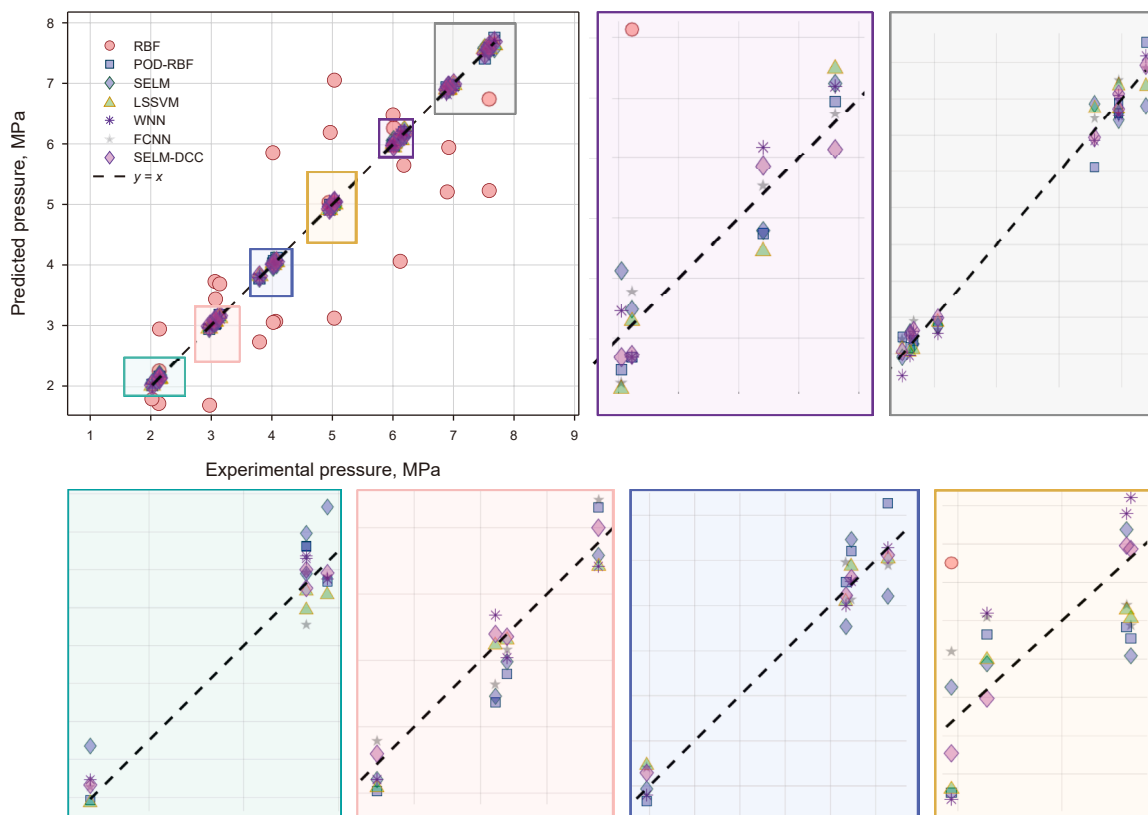 8
7
6
5
4
3
2
Predicted pressure, MPa
RBF
POD-RBF
SELM
LSSVM
WNN
FCNN
SELM-DCC
y = x
1 2 3 4 5 6 7 8 9
Experimental pressure, MPa